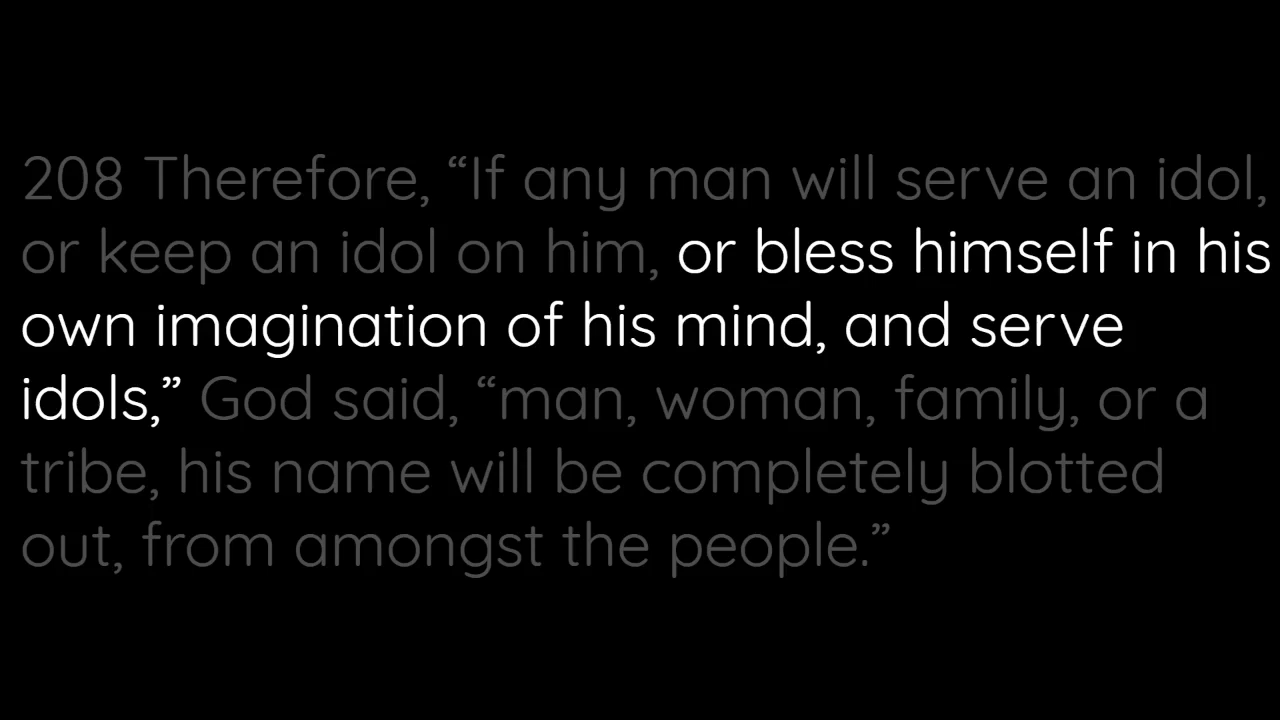 208 Therefore, “If any man will serve an idol,
or keep an idol on him, or bless himself in his
own imagination of his mind, and serve
idols,” God said, “man, woman, family, or a
tribe, his name will be completely blotted
out, from amongst the people.”